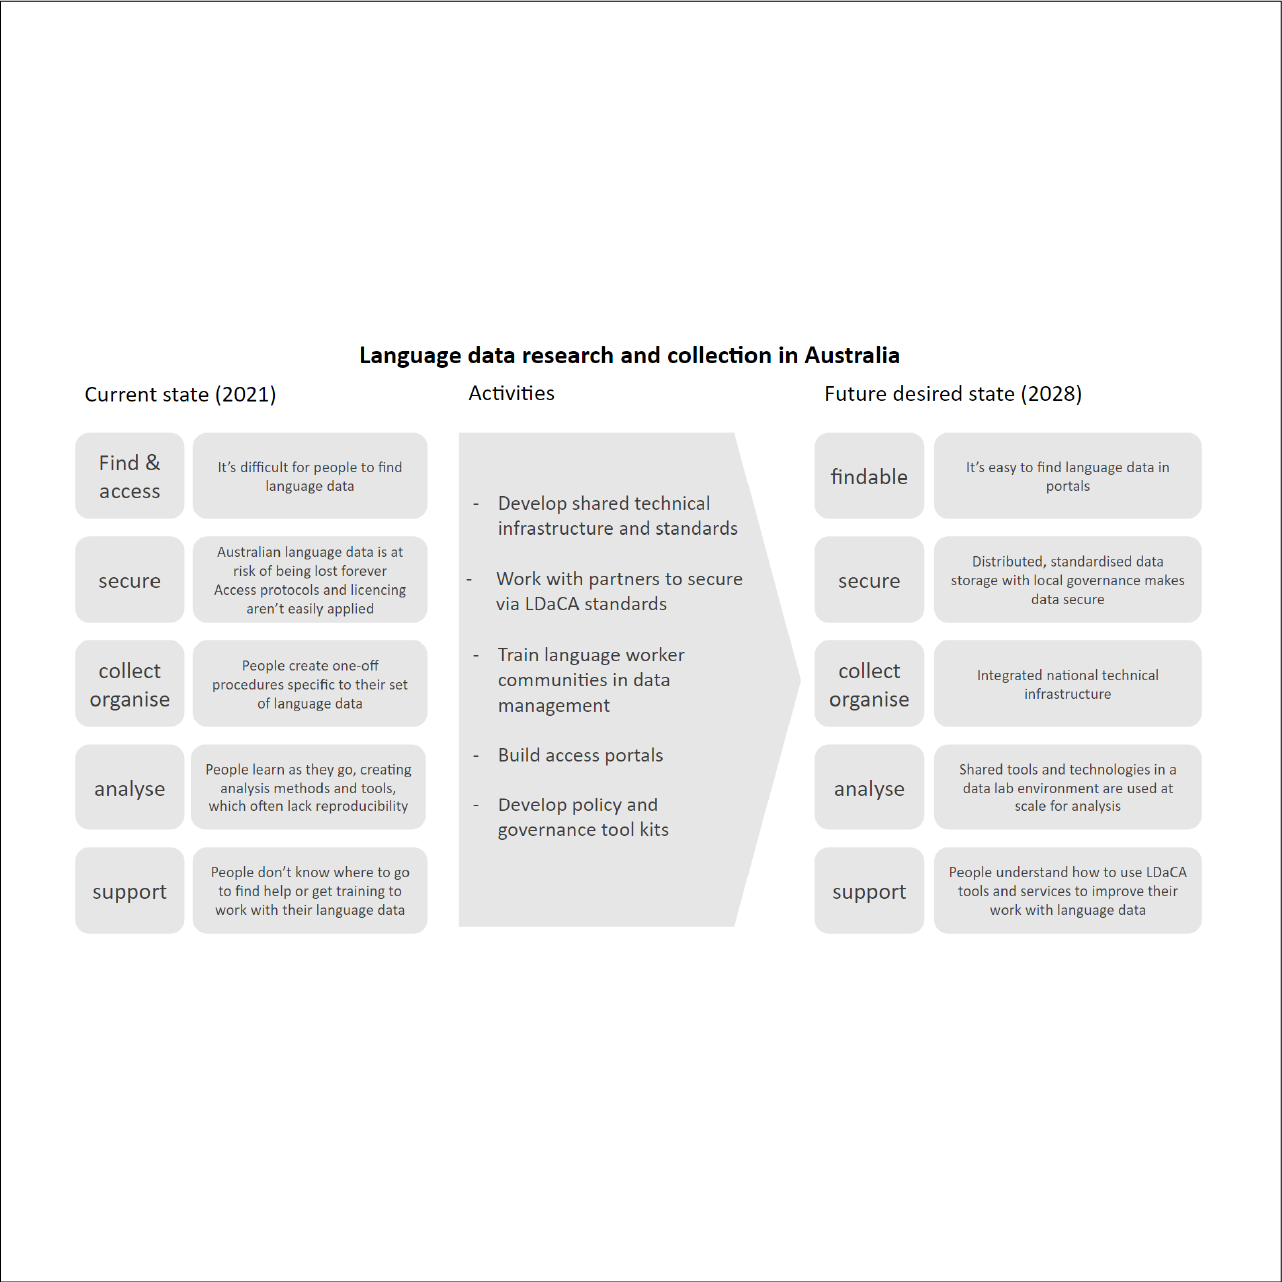 Language data research and collection in Australia
Current state (2021)
Find &
access
It's difficult for people to find
language data
secure
Australian language data is at
risk of being lost forever
Access protocols and licencing
aren't easily applied
collect
organise
People create one-off
procedures specific to their set
of language data
analyse
People learn as they go, creating
analysis methods and tools,
which often lack reproducibility
support
People don't know where to go
to find help or get training to
work with their language data
Activities
- Develop shared technical
infrastructure and standards
- Work with partners to secure
via LDaCA standards
- Train language worker
communities in data
management
- Build access portals
- Develop policy and
governance tool kits
Future desired state (2028)
findable
It's easy to find language data in
portals
secure
Distributed, standardised data
storage with local governance makes
data secure
collect
organise
Integrated national technical
infrastructure
analyse
Shared tools and technologies in a
data lab environment are used at
scale for analysis
support
People understand how to use LDaCA
tools and services to improve their
work with language data